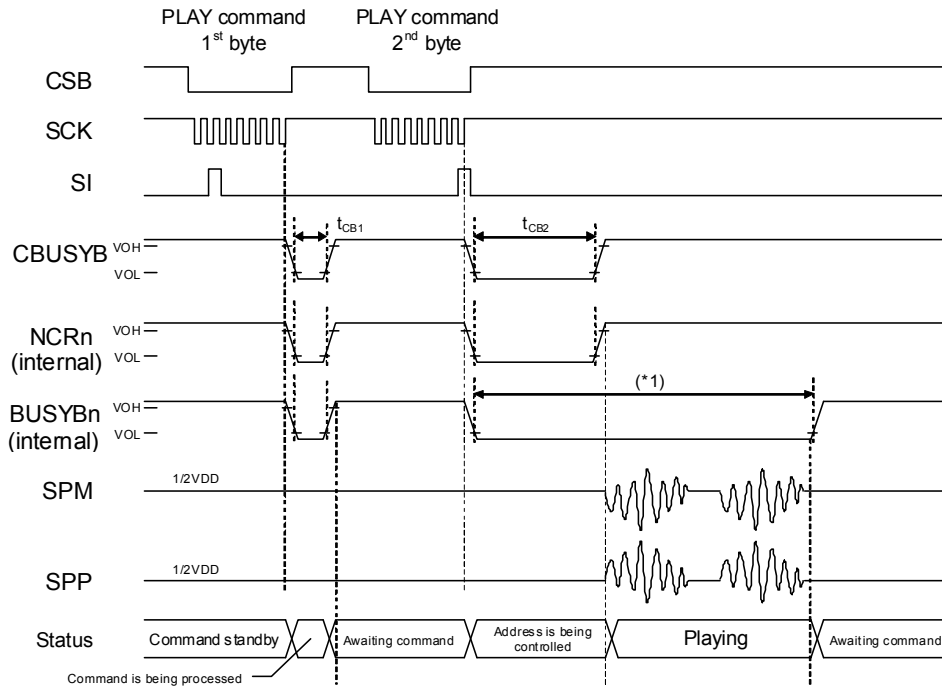 PLAY command
1st byte
PLAY command
2nd byte
CSB
SCK
SI
tCB1
tCB2
CBUSYB
VOH
VOL
NCRn
(internal)
VOH
VOL
(*1)
BUSYBn
(internal)
VOH
VOL
SPM
1/2VDD
SPP
1/2VDD
Status
Command standby
Awaiting command
Address is being
controlled
Playing
Awaiting command
Command is being processed